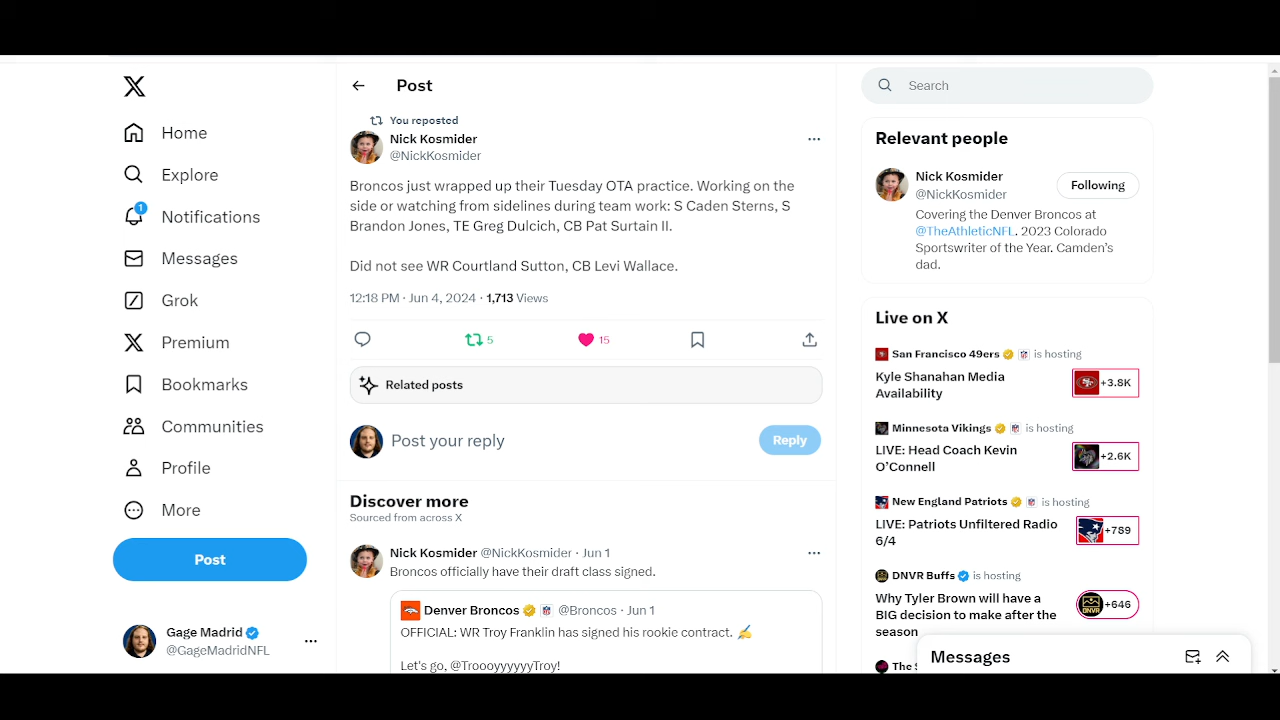 Home
Explore
1
Notifications
Messages
Grok
Premium
Bookmarks
Communities
Profile
More
Post
Gage Madrid
@GageMadridNFL
Post
You reposted
Nick Kosmider
@NickKosmider
Broncos just wrapped up their Tuesday OTA practice. Working on the
side or watching from sidelines during team work: S Caden Sterns, S
Brandon Jones, TE Greg Dulcich, CB Pat Surtain II.
Did not see WR Courtland Sutton, CB Levi Wallace.
12:18 PM · Jun 4, 2024 · 1,713 Views
5 15
Related posts
Post your reply
Reply
Discover more
Sourced from across X
Nick Kosmider @NickKosmider · Jun 1
Broncos officially have their draft class signed.
Denver Broncos @Broncos · Jun 1
OFFICIAL: WR Troy Franklin has signed his rookie contract. ✍️
Let's go, @TroooyyyyyyTroy!
Search
Relevant people
Nick Kosmider
@NickKosmider
Following
Covering the Denver Broncos at
@TheAthleticNFL. 2023 Colorado
Sportswriter of the Year. Camden's
dad.
Live on X
San Francisco 49ers is hosting
Kyle Shanahan Media
Availability
+3.8K
Minnesota Vikings is hosting
LIVE: Head Coach Kevin
O'Connell
+2.6K
New England Patriots is hosting
LIVE: Patriots Unfiltered Radio
6/4
+789
DNVR Buffs is hosting
Why Tyler Brown will have a
BIG decision to make after the
season
+646
The S
Messages